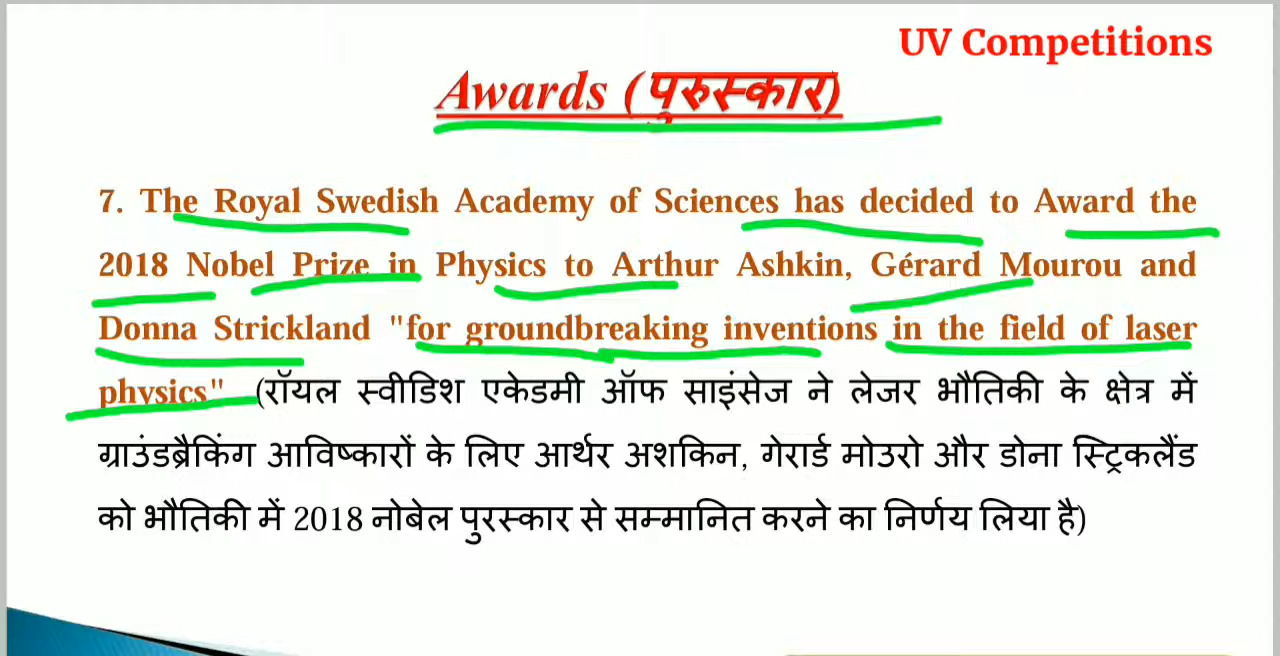 UV Competitions
Awards (पुरुस्कार)
7. The Royal Swedish Academy of Sciences has decided to Award the
2018 Nobel Prize in Physics to Arthur Ashkin, Gérard Mourou and
Donna Strickland "for groundbreaking inventions in the field of laser
physics" (रॉयल स्वीडिश एकेडमी ऑफ साइंसेज ने लेजर भौतिकी के क्षेत्र में
ग्राउंडब्रैकिंग आविष्कारों के लिए आर्थर अशकिन, गेरार्ड मोउरो और डोना स्ट्रिकलैंड
को भौतिकी में 2018 नोबेल पुरस्कार से सम्मानित करने का निर्णय लिया है)